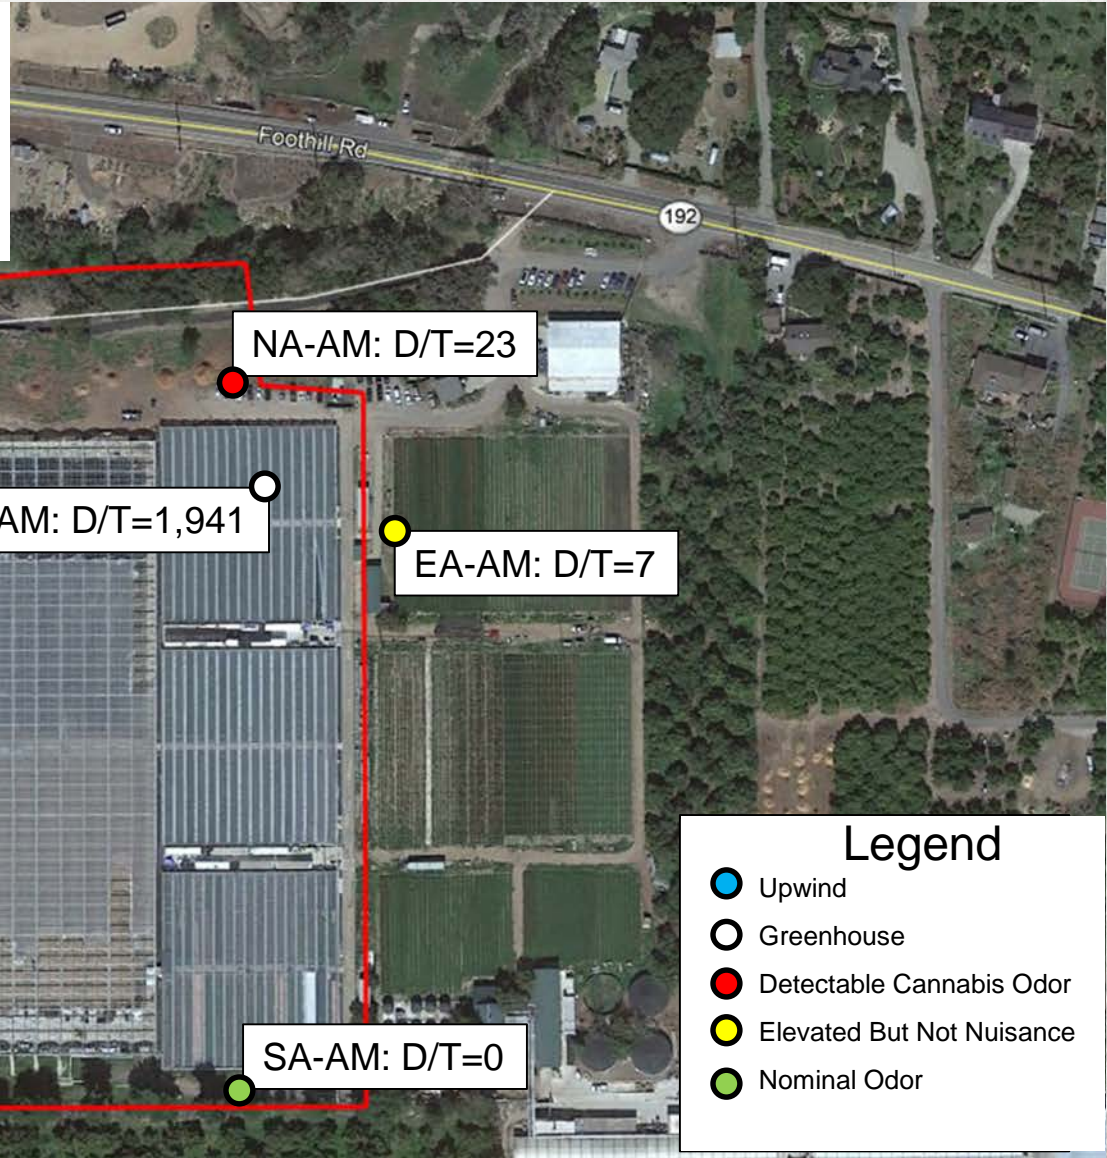 Foothill Rd
192
NA-AM: D/T=23
AM: D/T=1,941
EA-AM: D/T=7
SA-AM: D/T=0
Legend
Upwind
Greenhouse
Detectable Cannabis Odor
Elevated But Not Nuisance
Nominal Odor